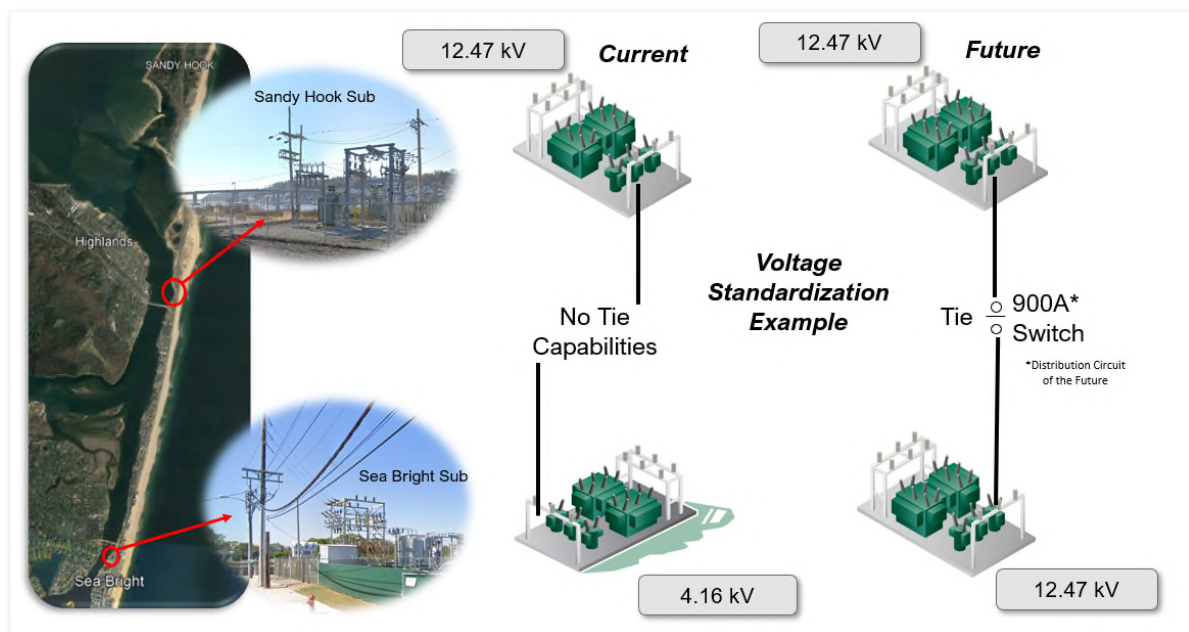 SANDY HOOK
Highlands
Sea Bright
Sandy Hook Sub
Sea Bright Sub
12.47 kV
Current
No Tie
Capabilities
4.16 kV
Voltage
Standardization
Example
12.47 kV
Future
Tie
900A*
Switch
*Distribution Circuit
of the Future
12.47 kV